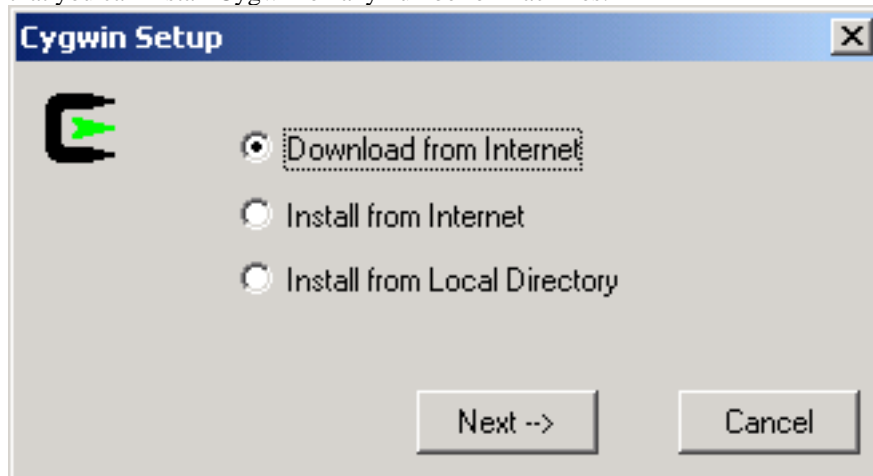 Cygwin Setup
Download from Internet
Install from Internet
Install from Local Directory
Next -->
Cancel